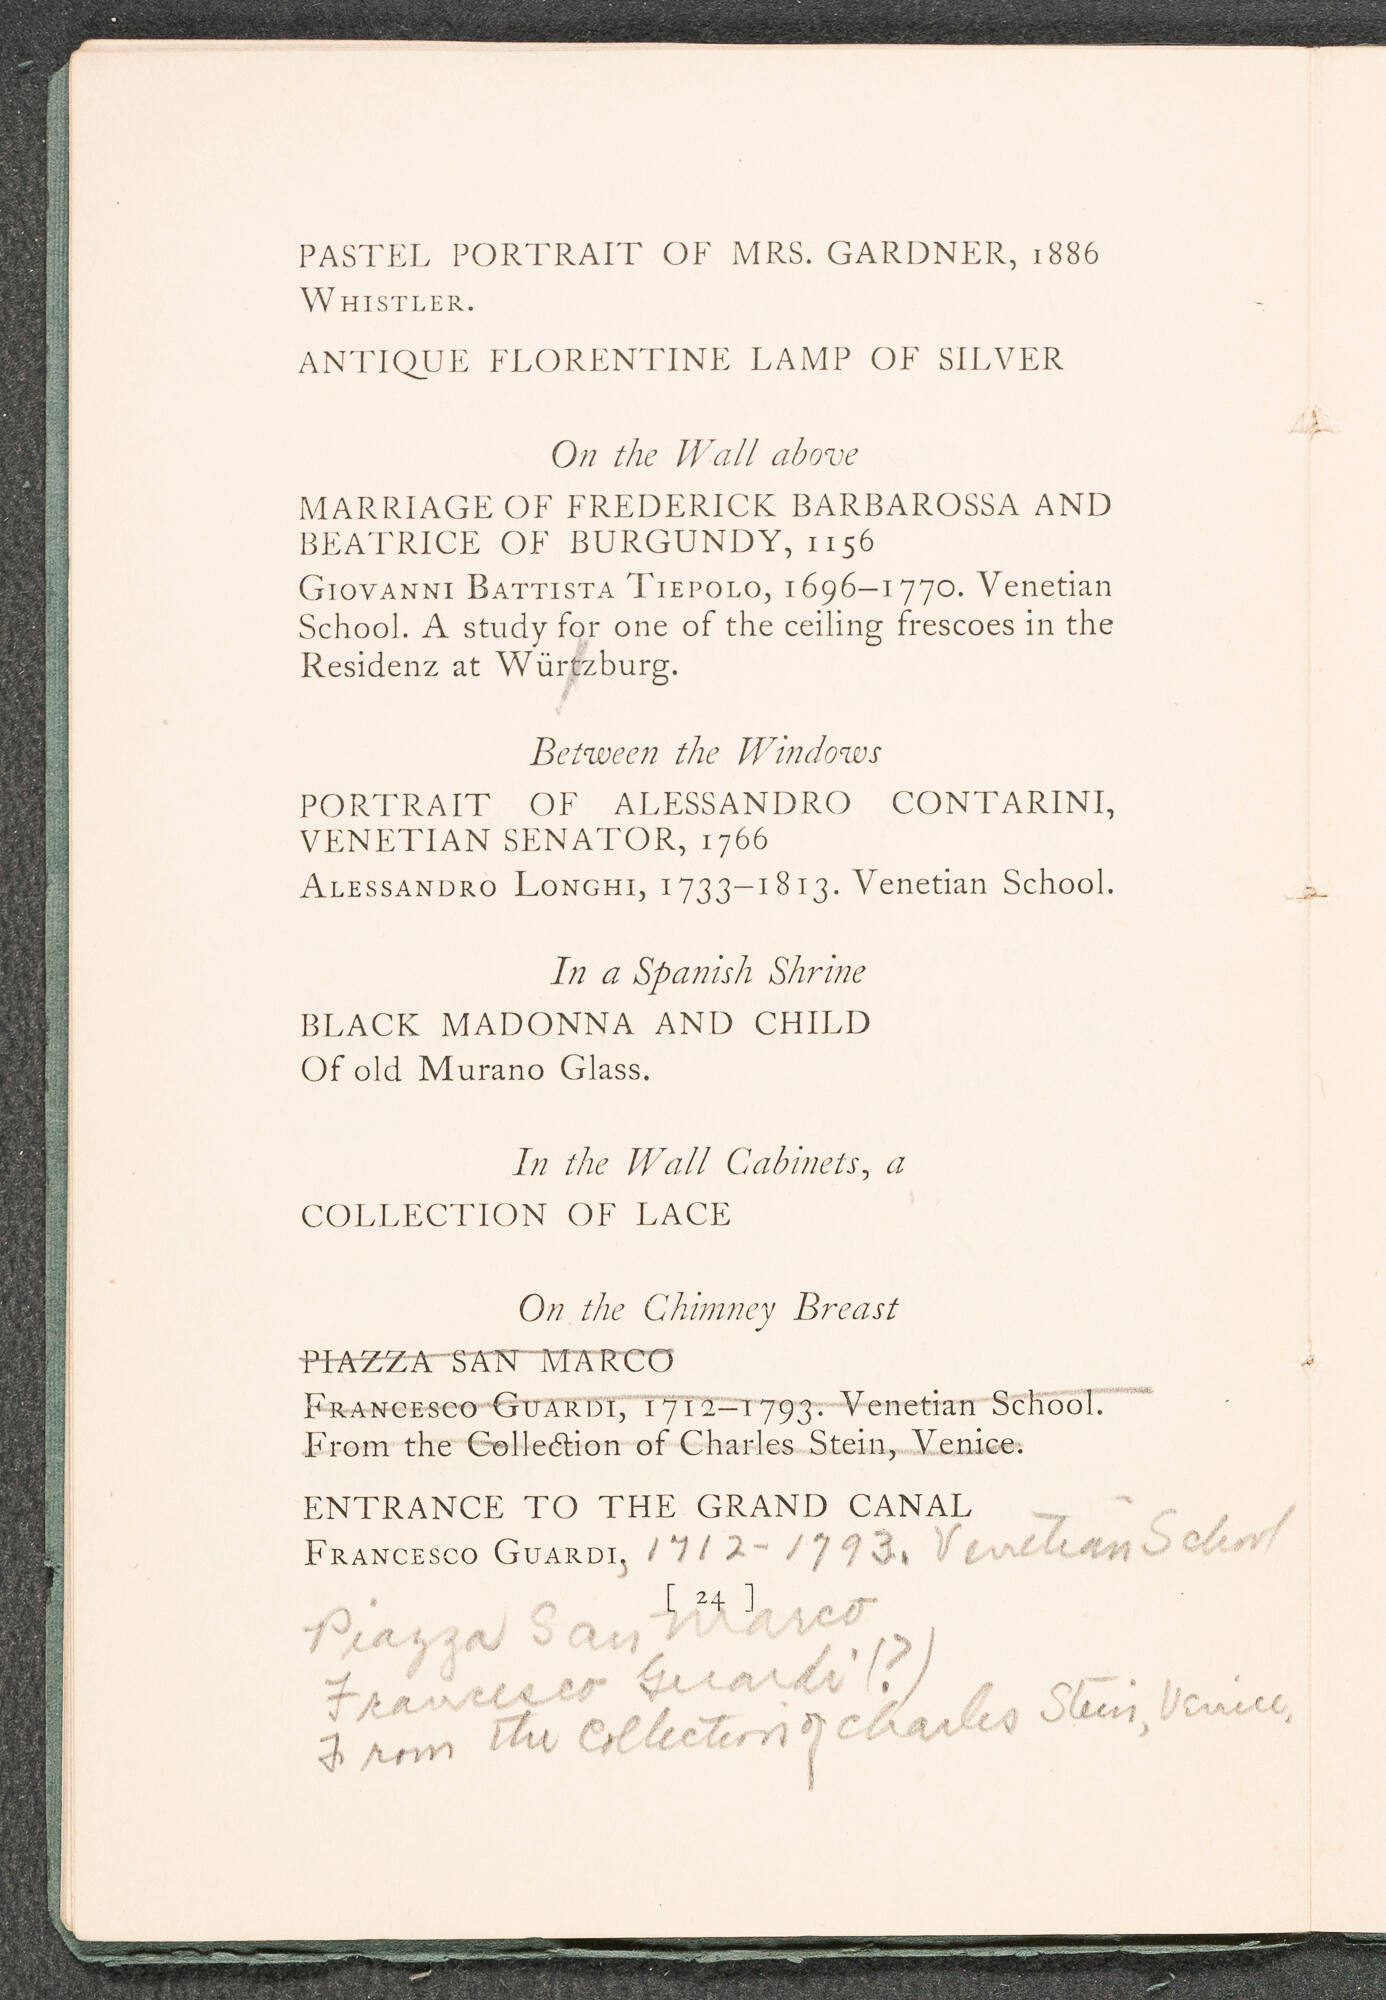 PASTEL PORTRAIT OF MRS. GARDNER, 1886
WHISTLER.
ANTIQUE FLORENTINE LAMP OF SILVER
On the Wall above
MARRIAGE OF FREDERICK BARBAROSSA AND
BEATRICE OF BURGUNDY, 1156
GIOVANNI BATTISTA TIEPOLO, 1696–1770. Venetian
School. A study for one of the ceiling frescoes in the
Residenz at Würtzburg.
Between the Windows
PORTRAIT OF ALESSANDRO CONTARINI,
VENETIAN SENATOR, 1766
ALESSANDRO LONGHI, 1733–1813. Venetian School.
In a Spanish Shrine
BLACK MADONNA AND CHILD
Of old Murano Glass.
In the Wall Cabinets, a
COLLECTION OF LACE
On the Chimney Breast
PIAZZA SAN MARCO
FRANCESCO GUARDI, 1712–1793. Venetian School.
From the Collection of Charles Stein, Venice.
ENTRANCE TO THE GRAND CANAL
FRANCESCO GUARDI, 1712-1793. Venetian School
[ 24 ]
Piazza San Marco
Francesco Guardi (?)
From the Collection of Charles Stein, Venice.